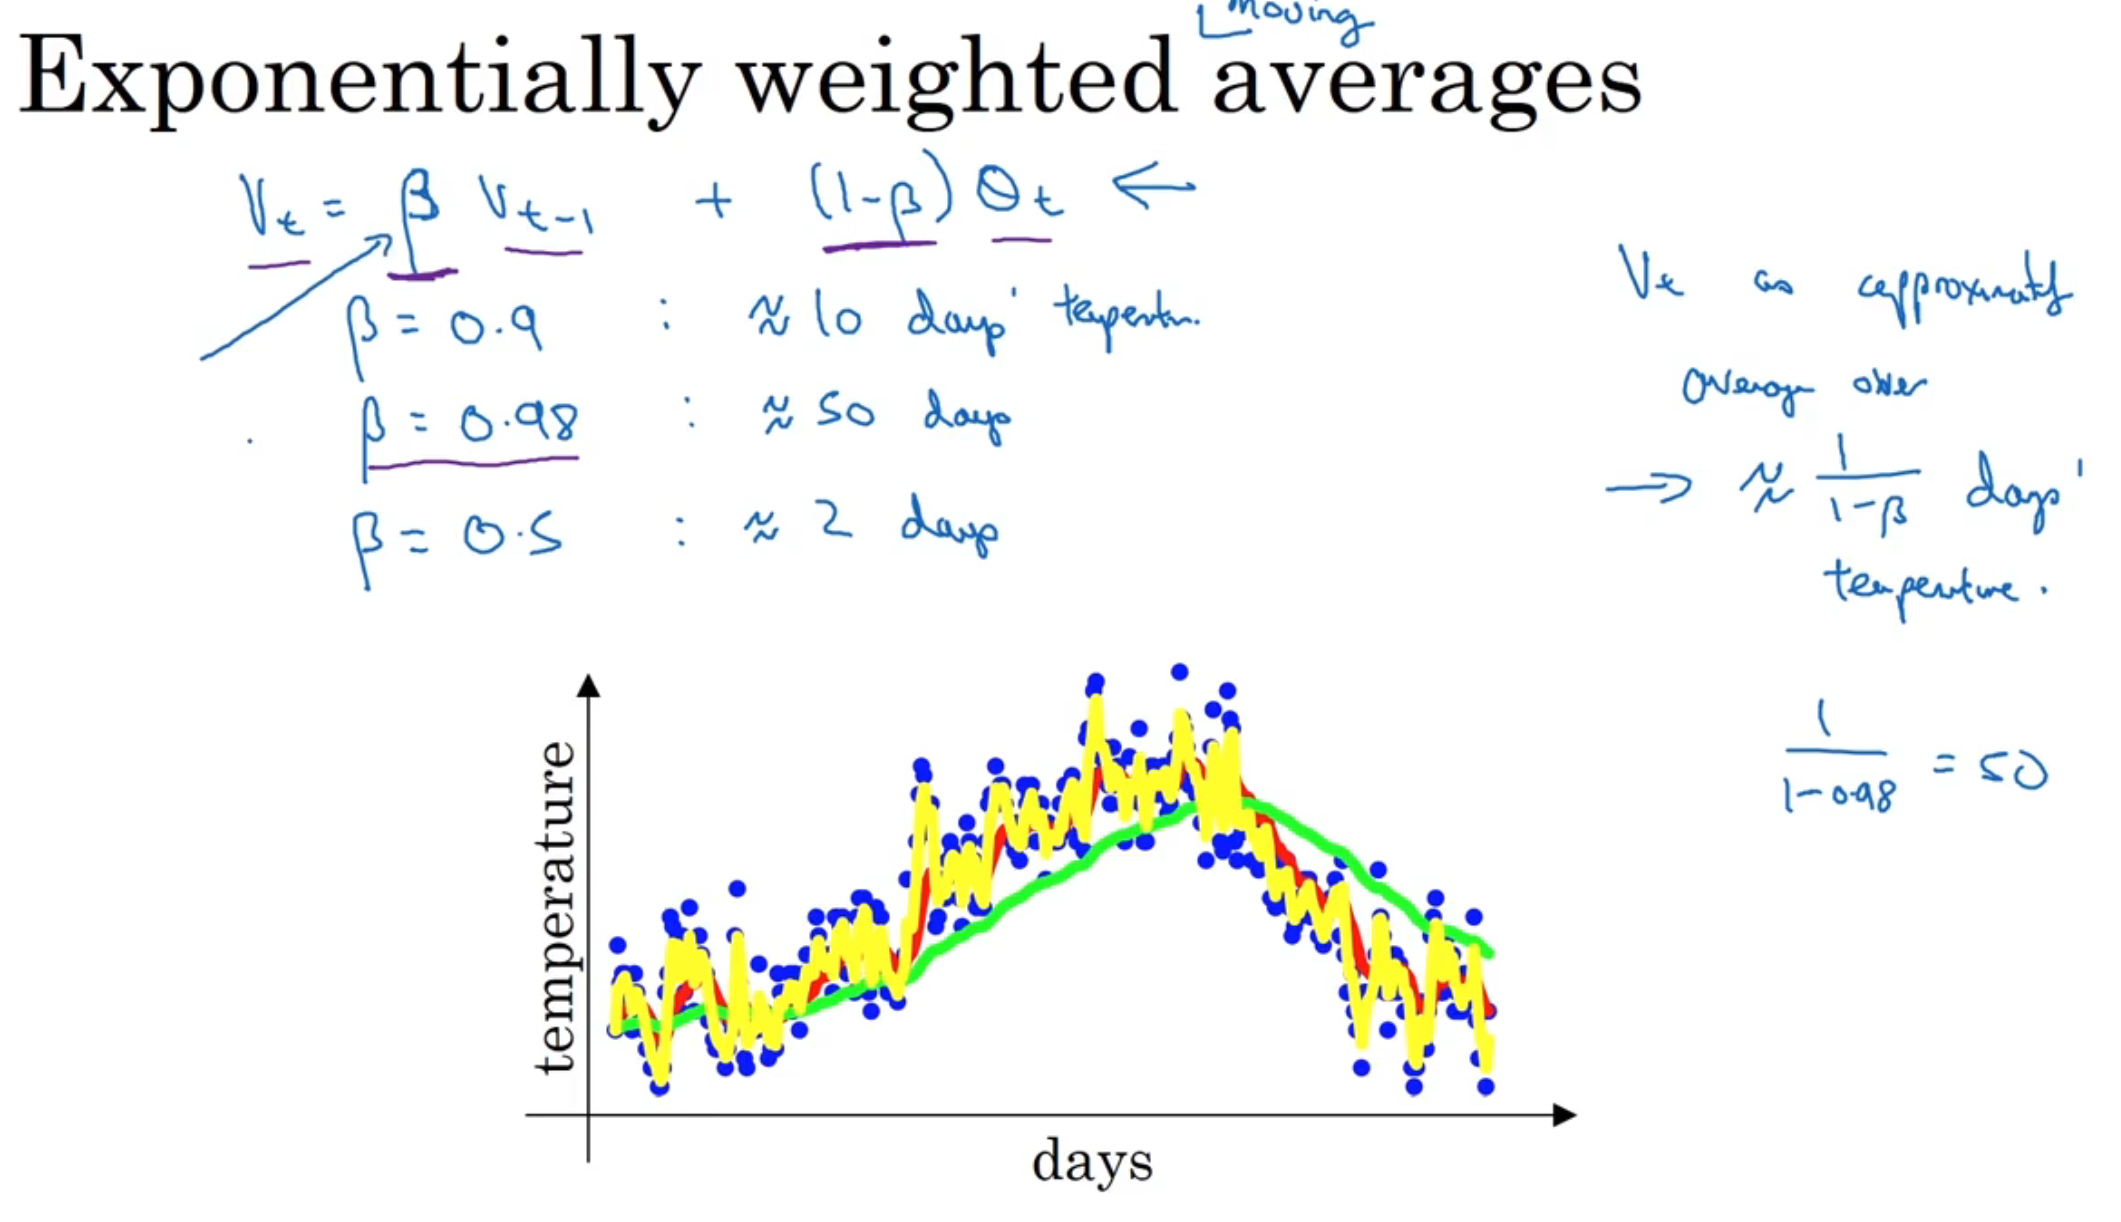 moving
Exponentially weighted averages
Vt = β Vt-1 + (1-β) θt ←
β = 0.9 : ≈ 10 days' temperature.
β = 0.98 : ≈ 50 days
β = 0.5 : ≈ 2 days
Vt as approximately
average over
→ ≈ 1/(1-β) days'
temperature.
1/(1-0.98) = 50
temperature
days